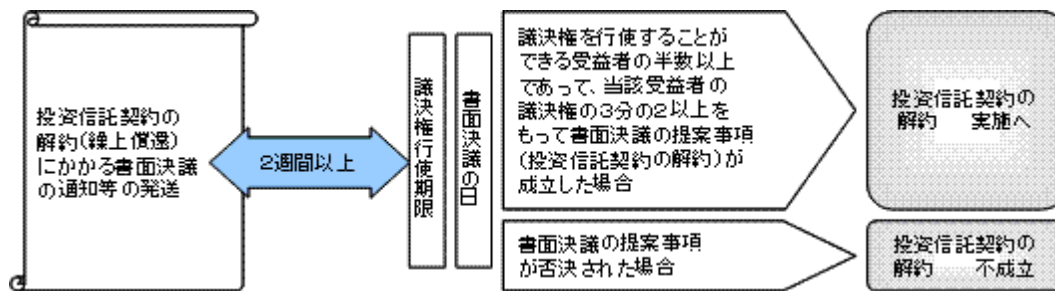 投資信託契約の
解約(繰上償還)
にかかる書面決議
の通知等の発送
2週間以上
議決権行使期限
書面決議の日
議決権を行使することが
できる受益者の半数以上
であって、当該受益者の
議決権の3分の2以上を
もって書面決議の提案事項
(投資信託契約の解約)が
成立した場合
投資信託契約の
解約　実施へ
書面決議の提案事項
が否決された場合
投資信託契約の
解約　不成立